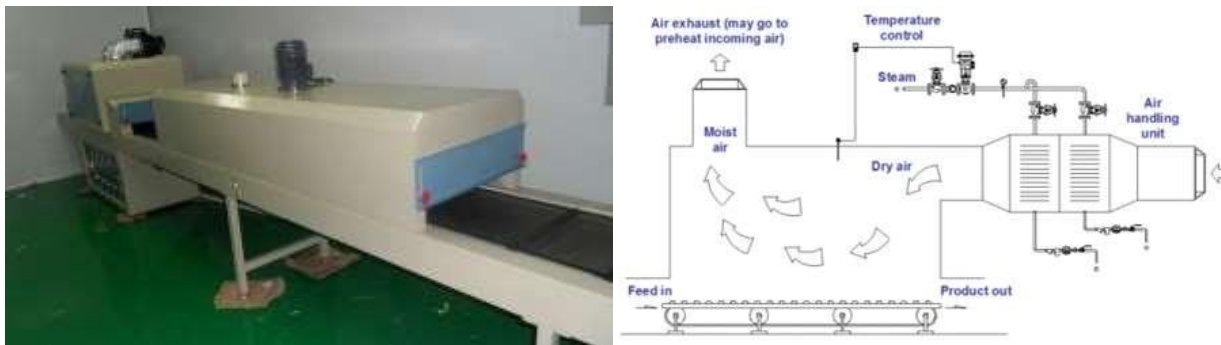 Air exhaust (may go to
preheat incoming air)
Temperature
control
Steam
Air
handling
unit
Moist
air
Dry air
Feed in
Product out